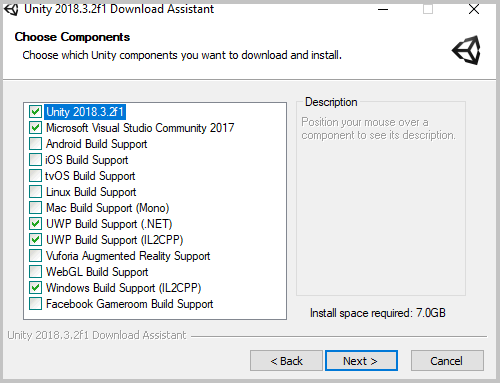 Unity 2018.3.2f1 Download Assistant
Choose Components
Choose which Unity components you want to download and install.
Unity 2018.3.2f1
Microsoft Visual Studio Community 2017
Android Build Support
iOS Build Support
tvOS Build Support
Linux Build Support
Mac Build Support (Mono)
UWP Build Support (.NET)
UWP Build Support (IL2CPP)
Vuforia Augmented Reality Support
WebGL Build Support
Windows Build Support (IL2CPP)
Facebook Gameroom Build Support
Description
Position your mouse over a
component to see its description.
Install space required: 7.0GB
Unity 2018.3.2f1 Download Assistant
< Back
Next >
Cancel